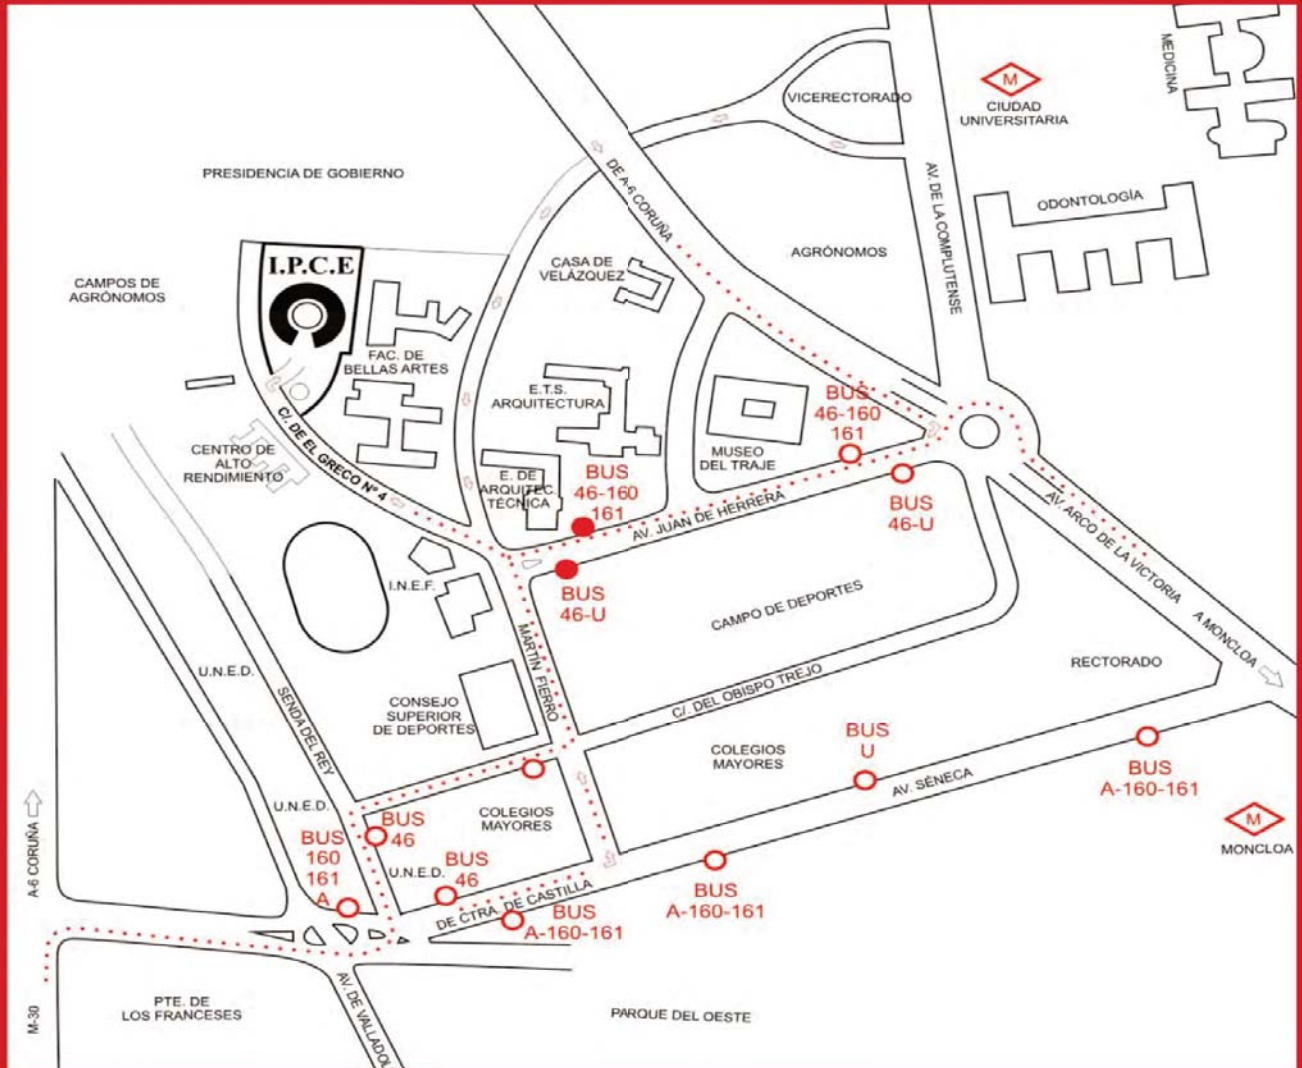 MEDICINA
M
CIUDAD
UNIVERSITARIA
VICERECTORADO
PRESIDENCIA DE GOBIERNO
DE A-6 CORUÑA
AV. DE LA COMPLUTENSE
ODONTOLOGÍA
AGRÓNOMOS
I.P.C.E
CASA DE
VELÁZQUEZ
CAMPOS DE
AGRÓNOMOS
FAC. DE
BELLAS ARTES
E.T.S.
ARQUITECTURA
BUS
46-160
161
C/. DE EL GRECO Nº 4
CENTRO DE
ALTO
RENDIMIENTO
MUSEO
DEL TRAJE
E. DE
ARQUITEC.
TÉCNICA
BUS
46-160
161
AV. JUAN DE HERRERA
BUS
46-U
AV. ARCO DE LA VICTORIA
A MONCLOA
I.N.E.F.
BUS
46-U
CAMPO DE DEPORTES
MARTÍN FIERRO
U.N.E.D.
SENDA DEL REY
CONSEJO
SUPERIOR
DE DEPORTES
C/. DEL OBISPO TREJO
RECTORADO
COLEGIOS
MAYORES
BUS
U
AV. SÉNECA
BUS
A-160-161
M
MONCLOA
A-6 CORUÑA
U.N.E.D.
COLEGIOS
MAYORES
BUS
46
BUS
160
161
A
U.N.E.D.
BUS
46
DE CTRA. DE CASTILLA
BUS
A-160-161
BUS
A-160-161
M-30
PTE. DE
LOS FRANCESES
AV. DE VALLADOL
PARQUE DEL OESTE